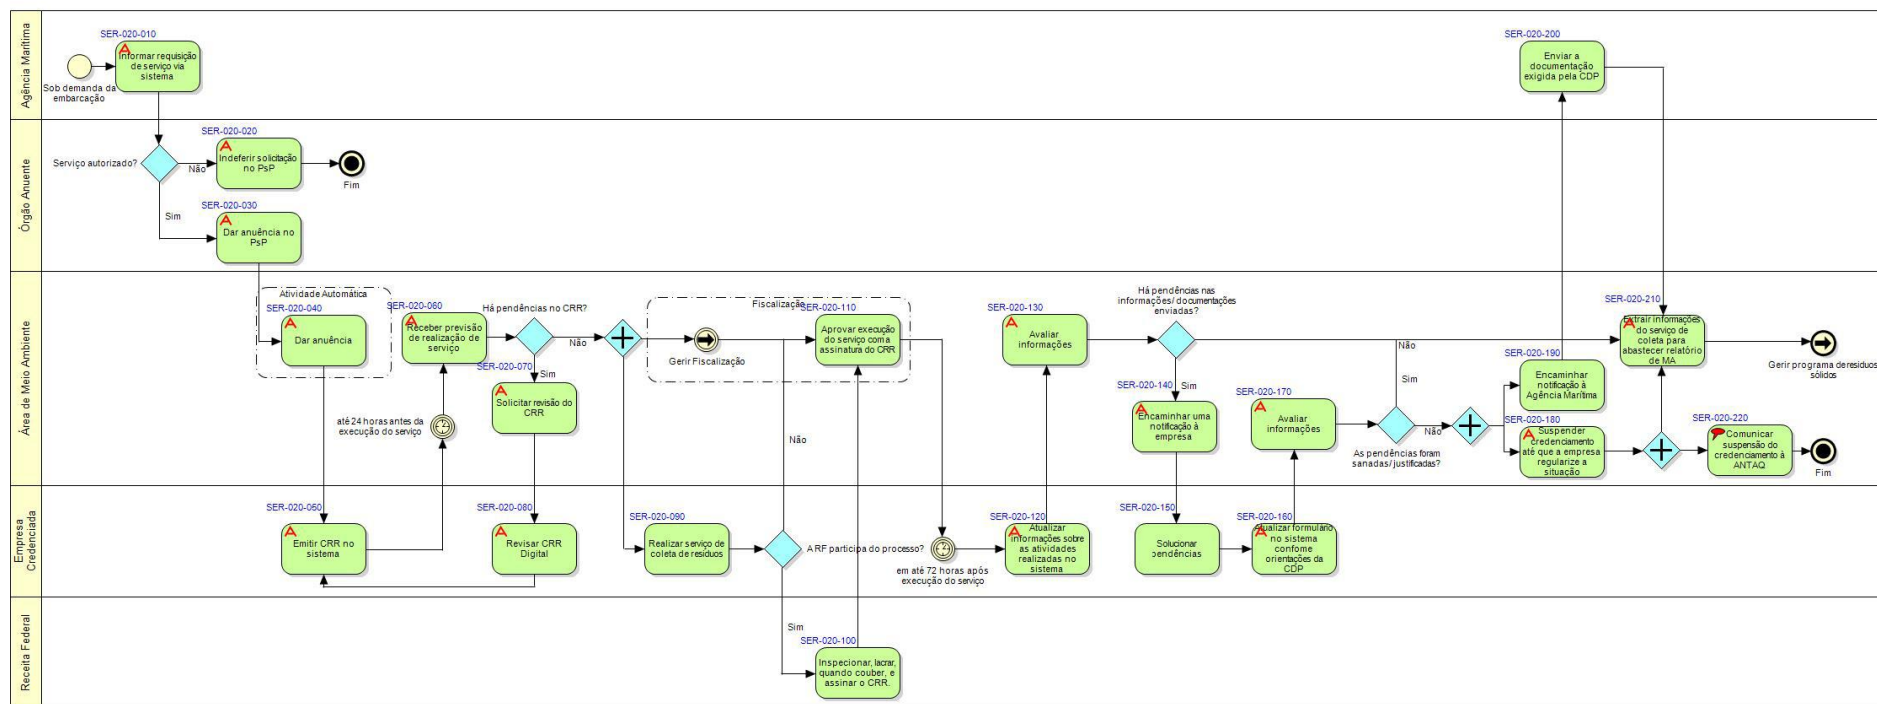 Agência Marítima
SER-020-010
Informar requisição
de serviço via
sistema
Sob demanda da
embarcação
SER-020-200
Enviar a
documentação
exigida pela CDP
Órgão Anuente
Serviço autorizado?
SER-020-020
Não
Indeferir solicitação
no PsP
Fim
Sim
SER-020-030
Dar anuência no
PsP
Área de Meio Ambiente
Atividade Automática
SER-020-040
Dar anuência
SER-020-060
Receber previsão
de realização de
serviço
até 24 horas antes da
execução do serviço
Há pendências no CRR?
Não
Sim
SER-020-070
Solicitar revisão do
CRR
Fiscalização
Gerir Fiscalização
SER-020-110
Aprovar execução
do serviço com a
assinatura do CRR
Não
SER-020-130
Avaliar
informações
Há pendências nas
informações/ documentações
enviadas?
Não
Sim
SER-020-140
Encaminhar uma
notificação à
empresa
SER-020-170
Avaliar
informações
Sim
Não
As pendências foram
sanadas/ justificadas?
SER-020-190
Encaminhar
notificação à
Agência Marítima
SER-020-180
Suspender
credenciamento
até que a empresa
regularize a
situação
SER-020-210
Extrair informações
do serviço de
coleta para
abastecer relatório
de MA
Gerir programa de resíduos
sólidos
SER-020-220
Comunicar
suspensão do
credenciamento à
ANTAQ
Fim
Empresa
Credenciada
SER-020-050
Emitir CRR no
sistema
SER-020-080
Revisar CRR
Digital
SER-020-090
Realizar serviço de
coleta de resíduos
A RF participa do processo?
em até 72 horas após
execução do serviço
SER-020-120
Atualizar
informações sobre
as atividades
realizadas no
sistema
SER-020-150
Solucionar
pendências
SER-020-160
Atualizar formulário
no sistema confome
orientações da
CDP
Receita Federal
Sim
SER-020-100
Inspecionar, lacrar,
quando couber, e
assinar o CRR.